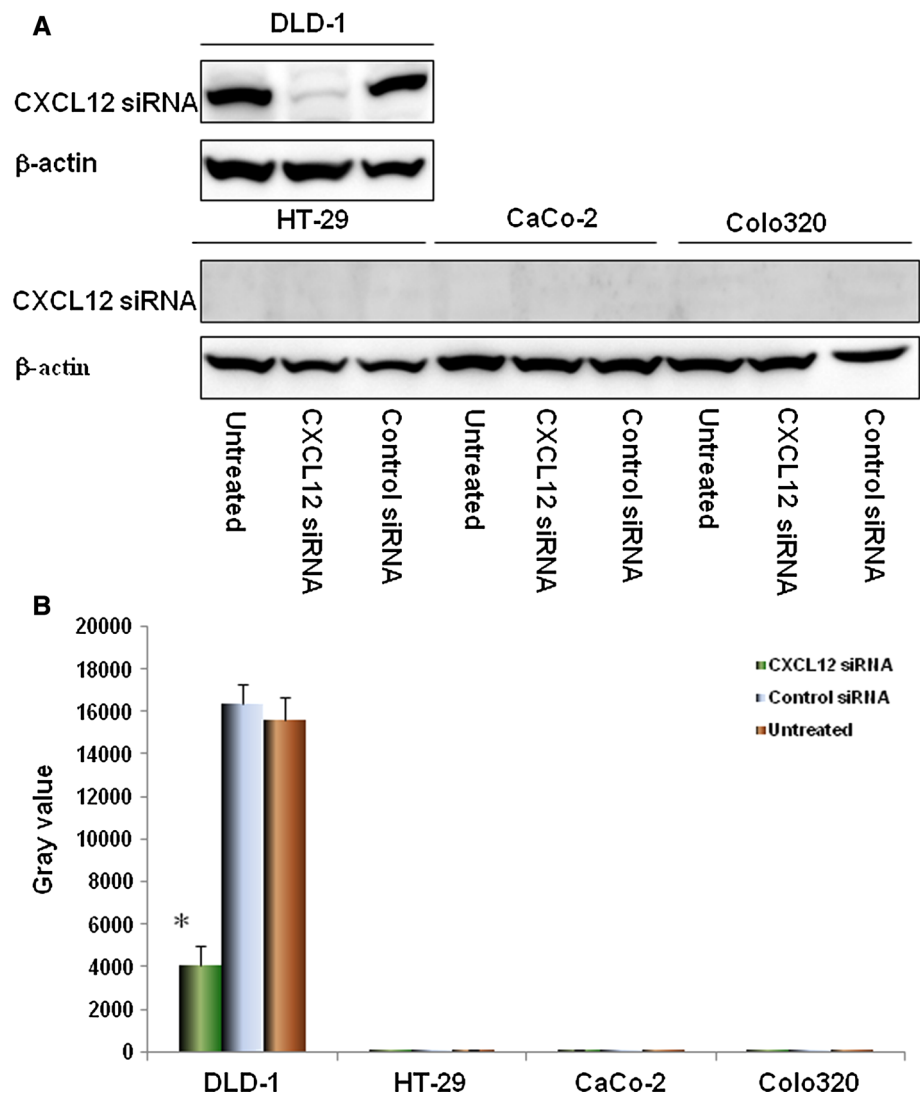 A
DLD-1
CXCL12 siRNA
β-actin
HT-29 CaCo-2 Colo320
CXCL12 siRNA
β-actin
Untreated
CXCL12 siRNA
Control siRNA
Untreated
CXCL12 siRNA
Control siRNA
Untreated
CXCL12 siRNA
Control siRNA
B
20000
18000
16000
14000
12000
10000
8000
6000
4000
2000
0
Gray value
*
CXCL12 siRNA
Control siRNA
Untreated
DLD-1 HT-29 CaCo-2 Colo320